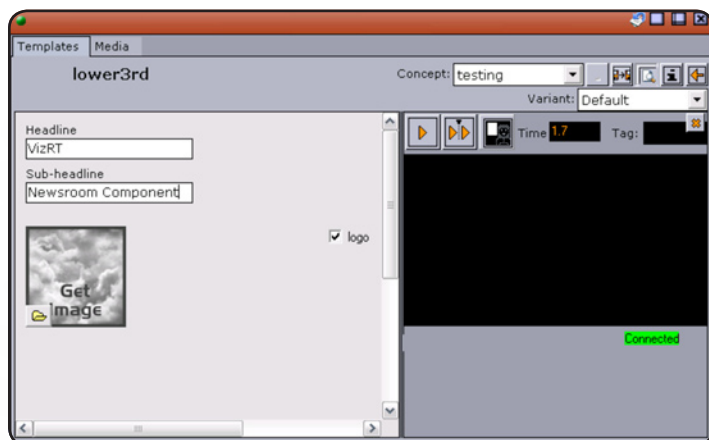 Templates Media
lower3rd Concept: testing
Variant: Default
Headline
VizRT
Time 1.7 Tag:
Sub-headline
Newsroom Component
logo
Get
image
Connected